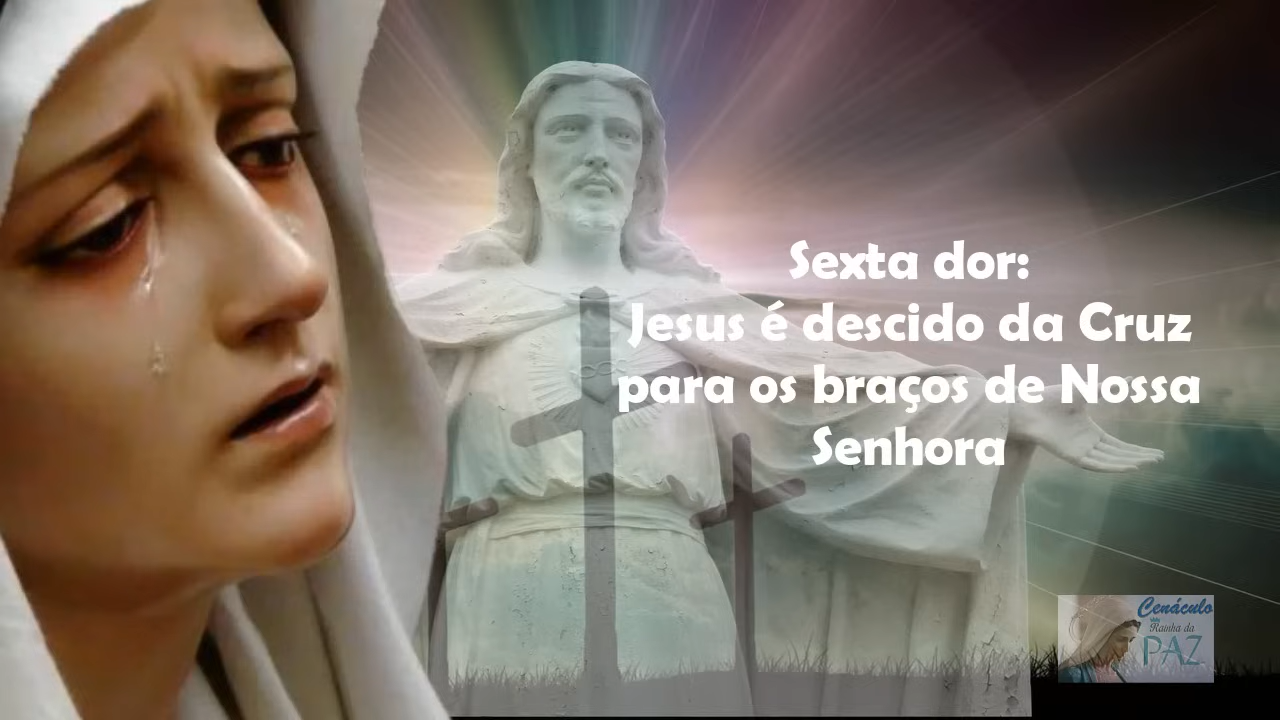 Sexta dor:
Jesus é descido da Cruz
para os braços de Nossa
Senhora
Cenáculo
Rainha da
PAZ